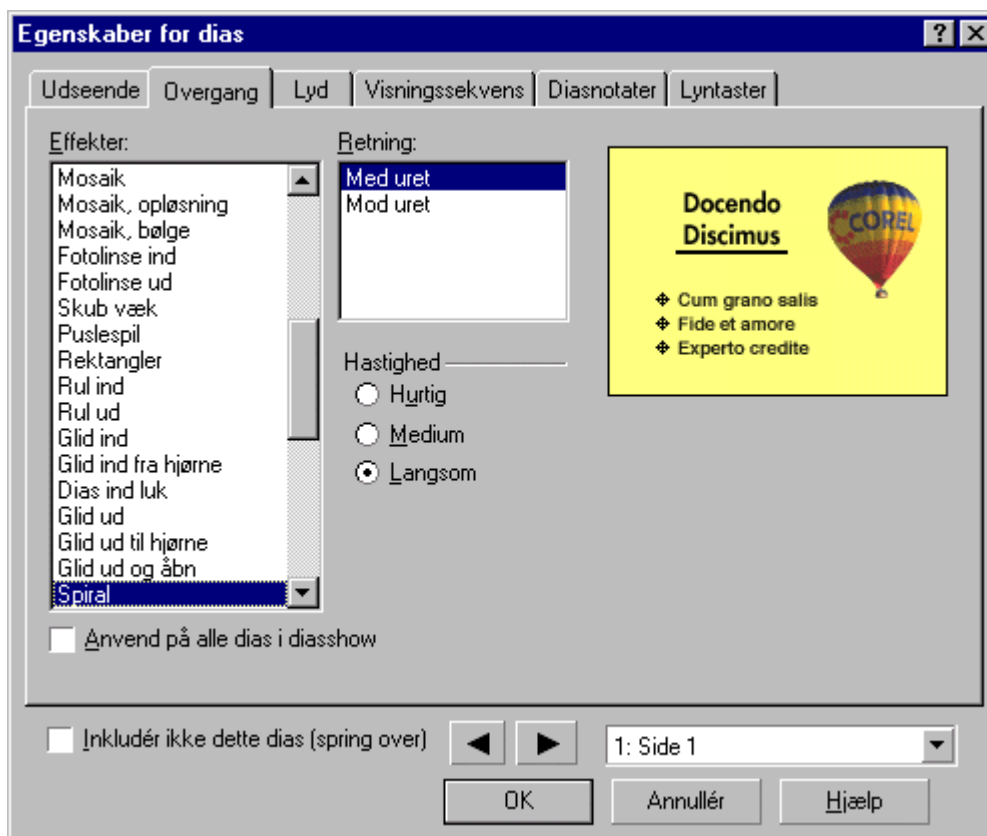 Egenskaber for dias
Udseende Overgang Lyd Visningssekvens Diasnotater Lyntaster
Effekter:
Mosaik
Mosaik, opløsning
Mosaik, bølge
Fotolinse ind
Fotolinse ud
Skub væk
Puslespil
Rektangler
Rul ind
Rul ud
Glid ind
Glid ind fra hjørne
Dias ind luk
Glid ud
Glid ud til hjørne
Glid ud og åbn
Spiral
Retning:
Med uret
Mod uret
Hastighed
Hurtig
Medium
Langsom
Docendo
Discimus
COREL
Cum grano salis
Fide et amore
Experto credite
Anvend på alle dias i diasshow
Inkludér ikke dette dias (spring over)
1: Side 1
OK Annullér Hjælp